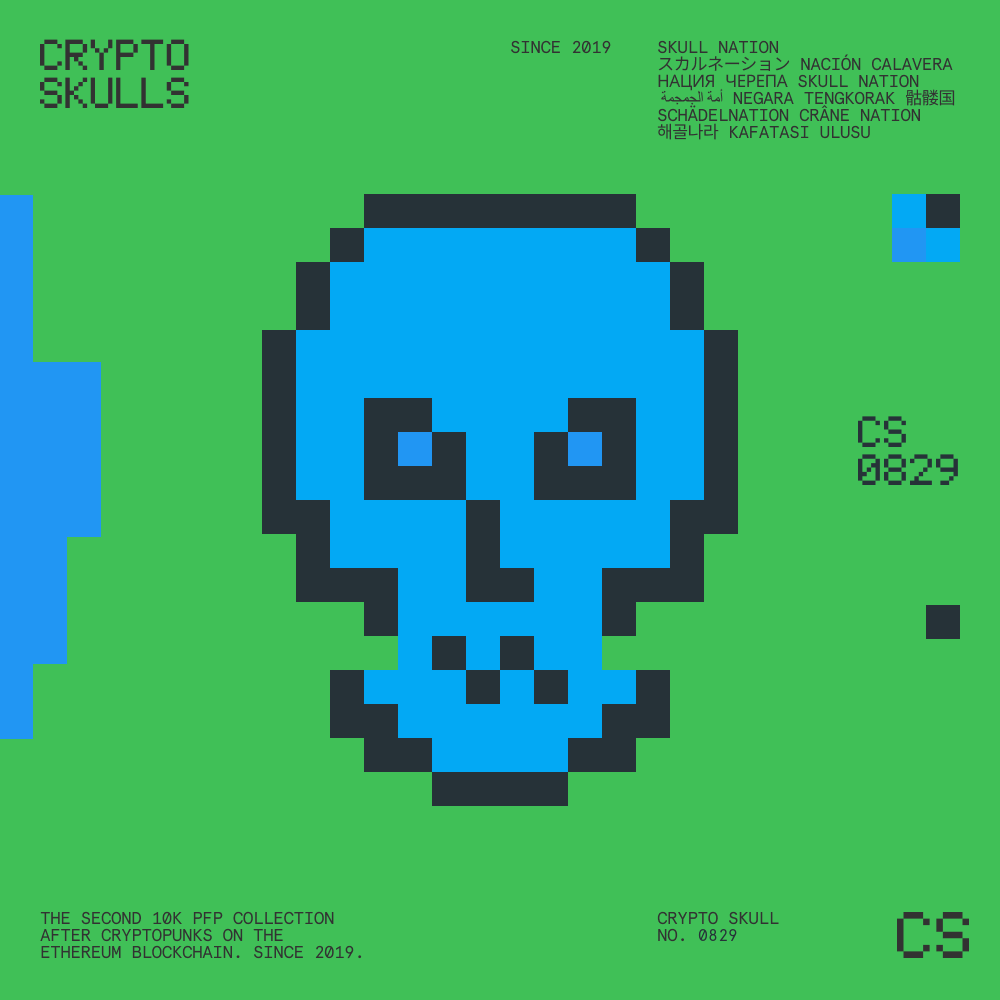 CRYPTO
SKULLS
SINCE 2019
SKULL NATION
スカルネーション NACIÓN CALAVERA
НАЦИЯ ЧЕРЕПА SKULL NATION
أمة الجمجمة NEGARA TENGKORAK 骷髅国
SCHÄDELNATION CRÂNE NATION
해골나라 KAFATASI ULUSU
CS
0829
THE SECOND 10K PFP COLLECTION
AFTER CRYPTOPUNKS ON THE
ETHEREUM BLOCKCHAIN. SINCE 2019.
CRYPTO SKULL
NO. 0829
CS